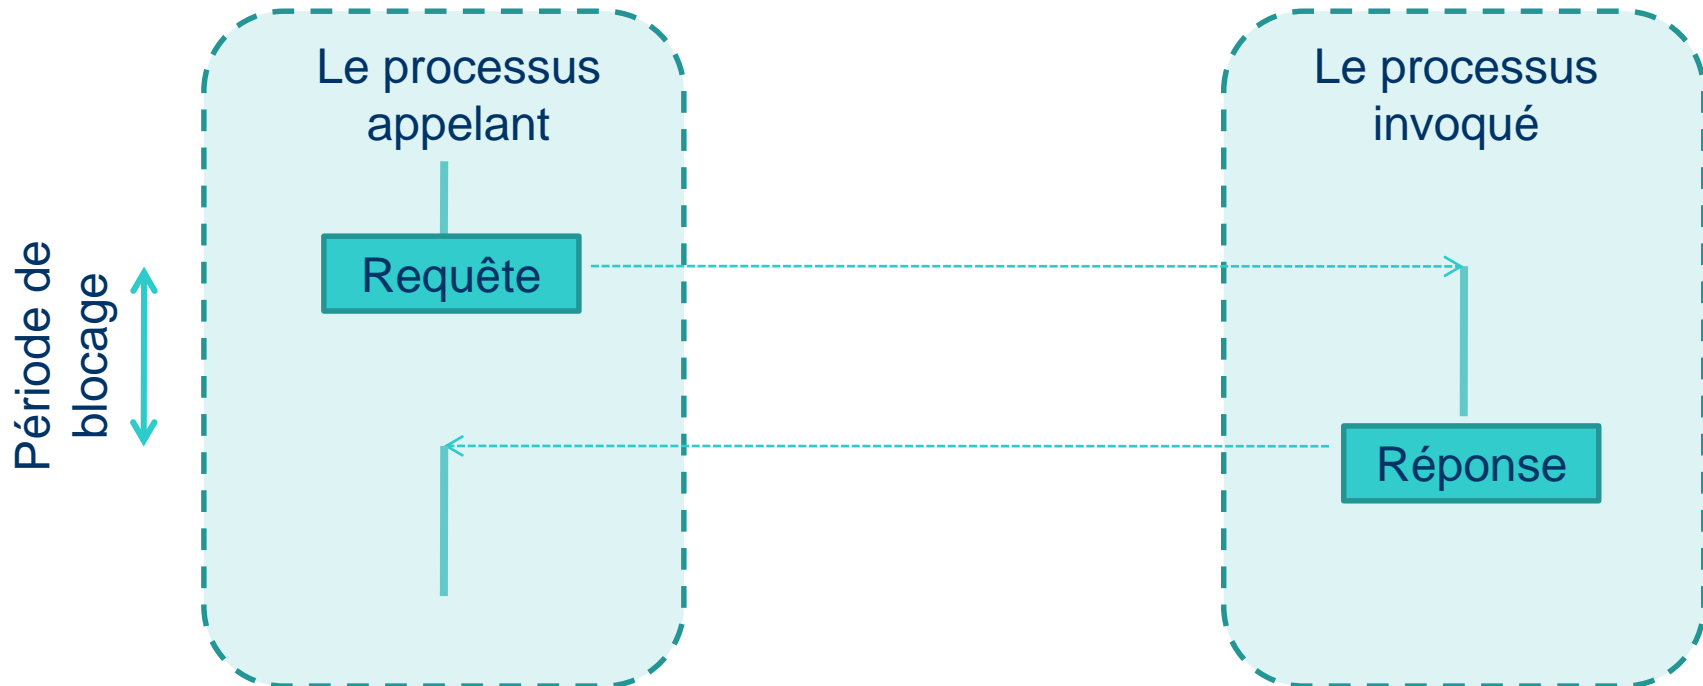 Le processus
appelant
Le processus
invoqué
Requête
Période de
blocage
Réponse